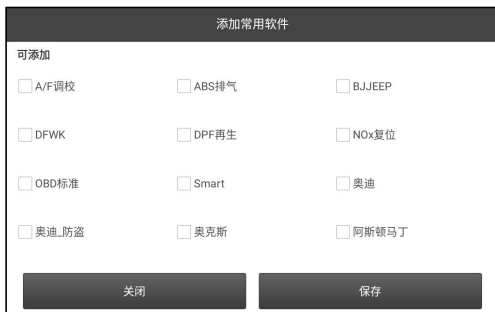 添加常用软件
可添加
A/F调校 ABS排气 BJJEEP
DFWK DPF再生 NOx复位
OBD标准 Smart 奥迪
奥迪_防盗 奥克斯 阿斯顿马丁
关闭 保存